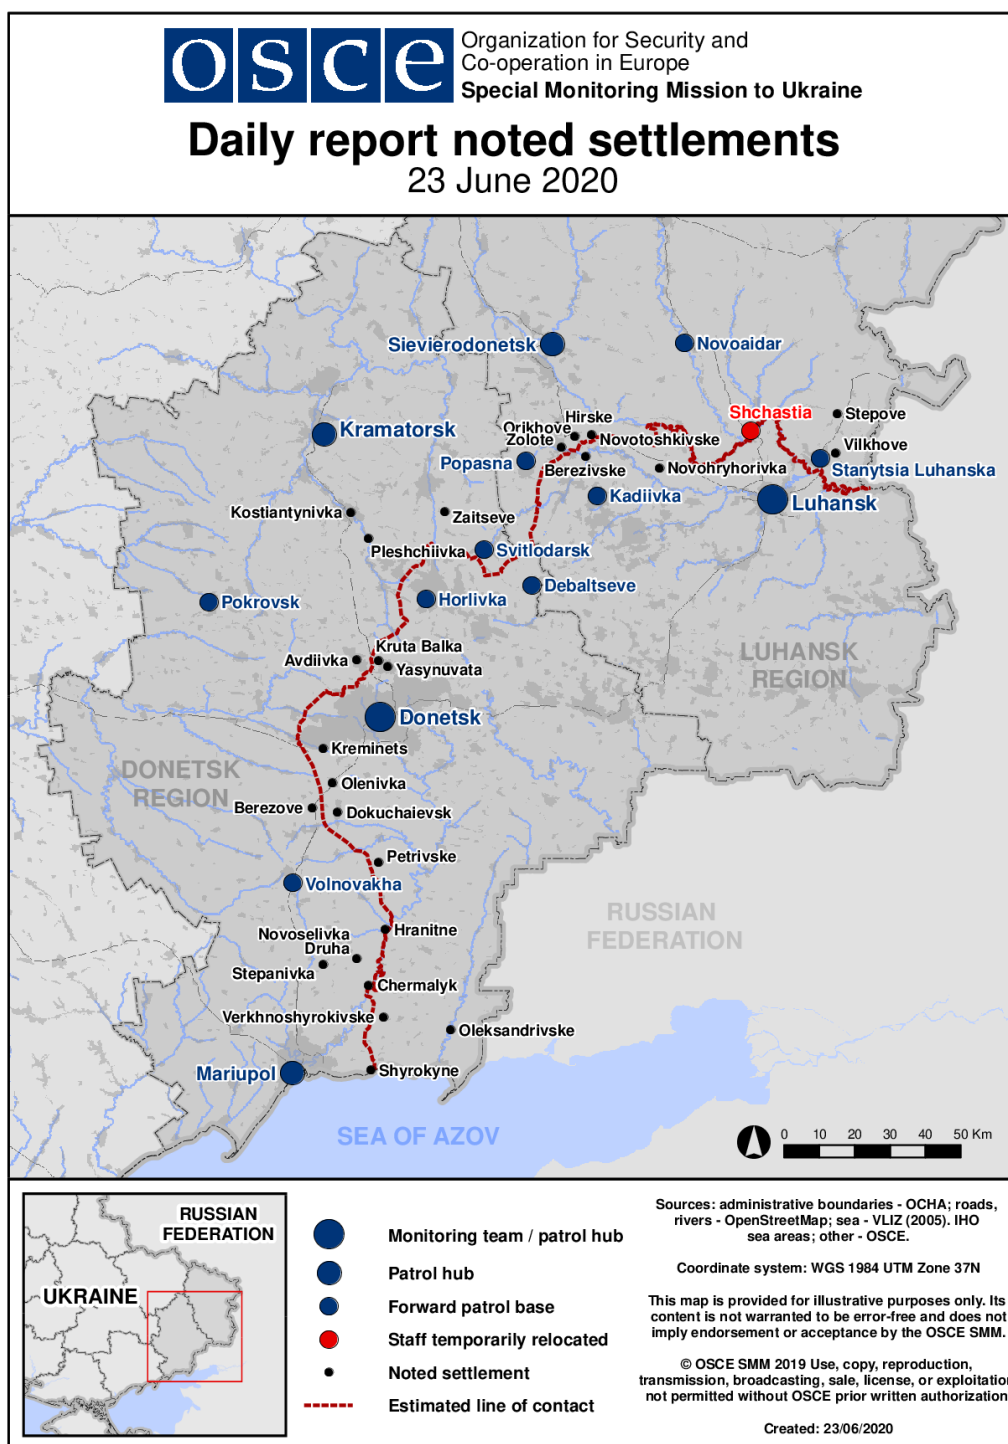 osce
Organization for Security and
Co-operation in Europe
Special Monitoring Mission to Ukraine
Daily report noted settlements
23 June 2020
Sievierodonetsk
Novoaidar
Shchastia
Stepove
Hirske
Orikhove
Zolote
Novotoshkivske
Kramatorsk
Vilkhove
Popasna
Berezivske
Novohryhorivka
Stanytsia Luhanska
Kadiivka
Luhansk
Kostiantynivka
Zaitseve
Pleshchiivka
Svitlodarsk
Debaltseve
Pokrovsk
Horlivka
Kruta Balka
Avdiivka
Yasynuvata
LUHANSK
REGION
Donetsk
Kreminets
DONETSK
REGION
Olenivka
Berezove
Dokuchaievsk
Petrivske
Volnovakha
RUSSIAN
FEDERATION
Hranitne
Novoselivka
Druha
Stepanivka
Chermalyk
Verkhnoshyrokivske
Oleksandrivske
Mariupol
Shyrokyne
SEA OF AZOV
0 10 20 30 40 50 Km
RUSSIAN
FEDERATION
UKRAINE
Monitoring team / patrol hub
Patrol hub
Forward patrol base
Staff temporarily relocated
Noted settlement
Estimated line of contact
Sources: administrative boundaries - OCHA; roads,
rivers - OpenStreetMap; sea - VLIZ (2005). IHO
sea areas; other - OSCE.
Coordinate system: WGS 1984 UTM Zone 37N
This map is provided for illustrative purposes only. Its
content is not warranted to be error-free and does not
imply endorsement or acceptance by the OSCE SMM.
© OSCE SMM 2019 Use, copy, reproduction,
transmission, broadcasting, sale, license, or exploitation
not permitted without OSCE prior written authorization
Created: 23/06/2020